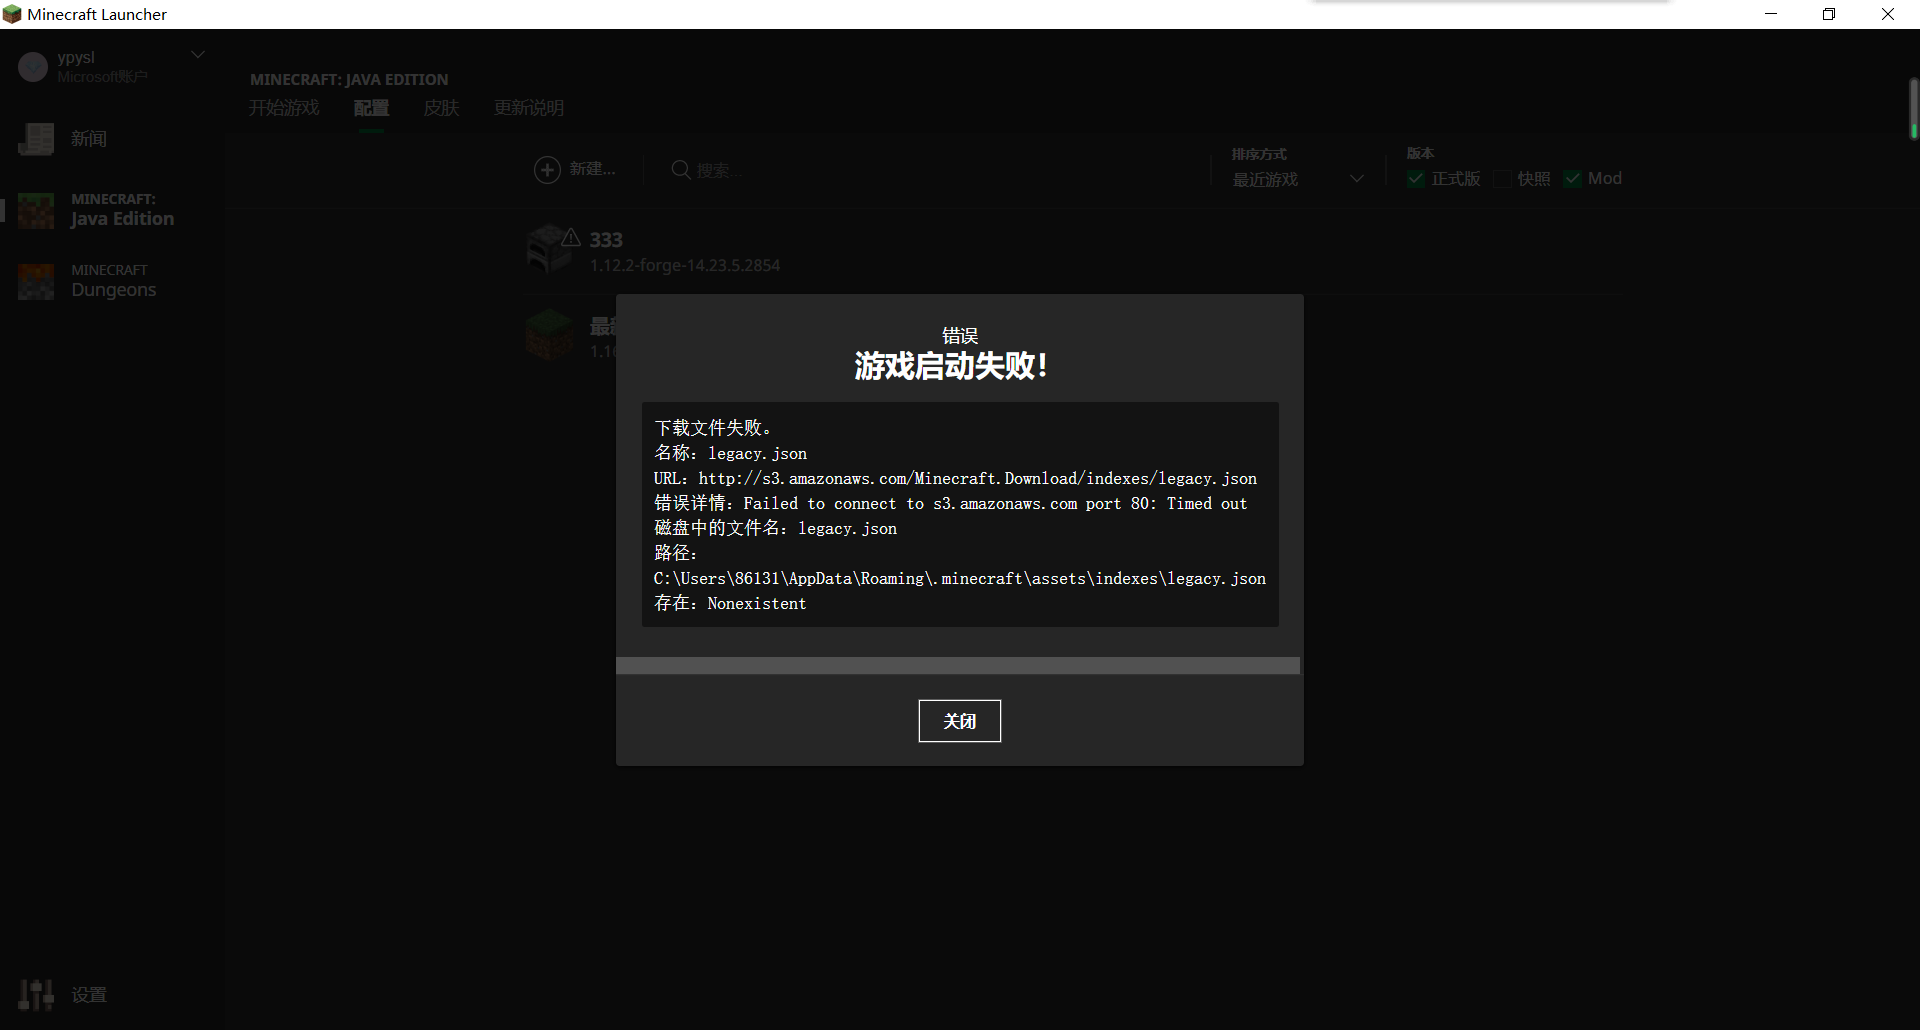 Minecraft Launcher
ypysl
Microsoft账户
新闻
MINECRAFT:
Java Edition
MINECRAFT
Dungeons
设置
MINECRAFT: JAVA EDITION
开始游戏 配置 皮肤 更新说明
新建... 搜索...
排序方式
最近游戏
版本
正式版 快照 Mod
333
1.12.2-forge-14.23.5.2854
最新
1.16
错误
游戏启动失败！
下载文件失败。
名称：legacy.json
URL：http://s3.amazonaws.com/Minecraft.Download/indexes/legacy.json
错误详情：Failed to connect to s3.amazonaws.com port 80: Timed out
磁盘中的文件名：legacy.json
路径：
C:\Users\86131\AppData\Roaming\.minecraft\assets\indexes\legacy.json
存在：Nonexistent
关闭